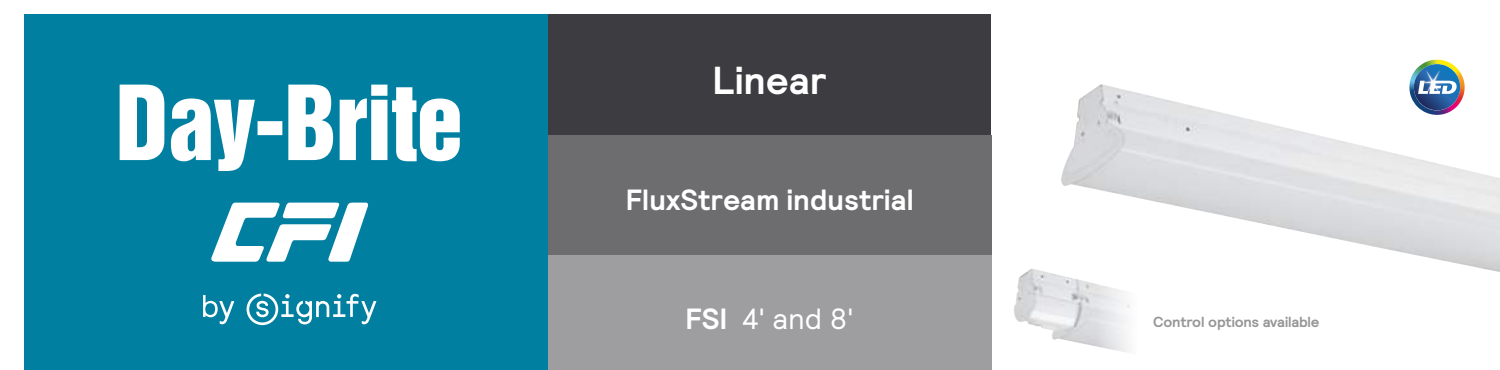 Day-Brite
CFI
by Signify
Linear
FluxStream industrial
FSI 4' and 8'
LED
Control options available